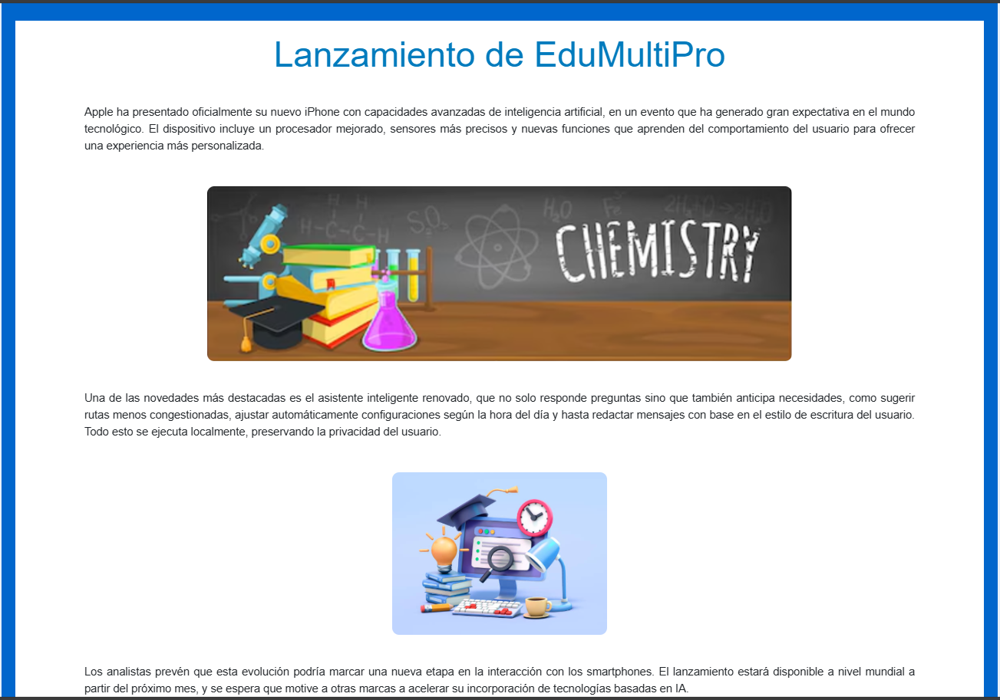 Lanzamiento de EduMultiPro
Apple ha presentado oficialmente su nuevo iPhone con capacidades avanzadas de inteligencia artificial, en un evento que ha generado gran expectativa en el mundo
tecnológico. El dispositivo incluye un procesador mejorado, sensores más precisos y nuevas funciones que aprenden del comportamiento del usuario para ofrecer
una experiencia más personalizada.
H H
H-C-C-H
SO₂
H₂O
CHEMISTRY
Una de las novedades más destacadas es el asistente inteligente renovado, que no solo responde preguntas sino que también anticipa necesidades, como sugerir
rutas menos congestionadas, ajustar automáticamente configuraciones según la hora del día y hasta redactar mensajes con base en el estilo de escritura del usuario.
Todo esto se ejecuta localmente, preservando la privacidad del usuario.
Los analistas prevén que esta evolución podría marcar una nueva etapa en la interacción con los smartphones. El lanzamiento estará disponible a nivel mundial a
partir del próximo mes, y se espera que motive a otras marcas a acelerar su incorporación de tecnologías basadas en IA.